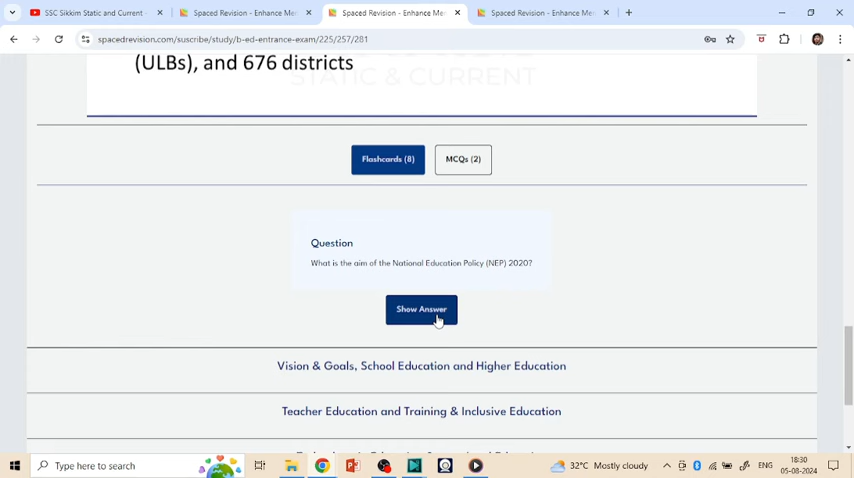 SSC Sikkim Static and Current -
Spaced Revision - Enhance Me
Spaced Revision - Enhance Me
Spaced Revision - Enhance Me
spacedrevision.com/suscribe/study/b-ed-entrance-exam/225/257/281
(ULBs), and 676 districts
STATIC & CURRENT
Flashcards (8)
MCQs (2)
Question
What is the aim of the National Education Policy (NEP) 2020?
Show Answer
Vision & Goals, School Education and Higher Education
Teacher Education and Training & Inclusive Education
Type here to search
32°C Mostly cloudy
ENG
18:30
05-08-2024